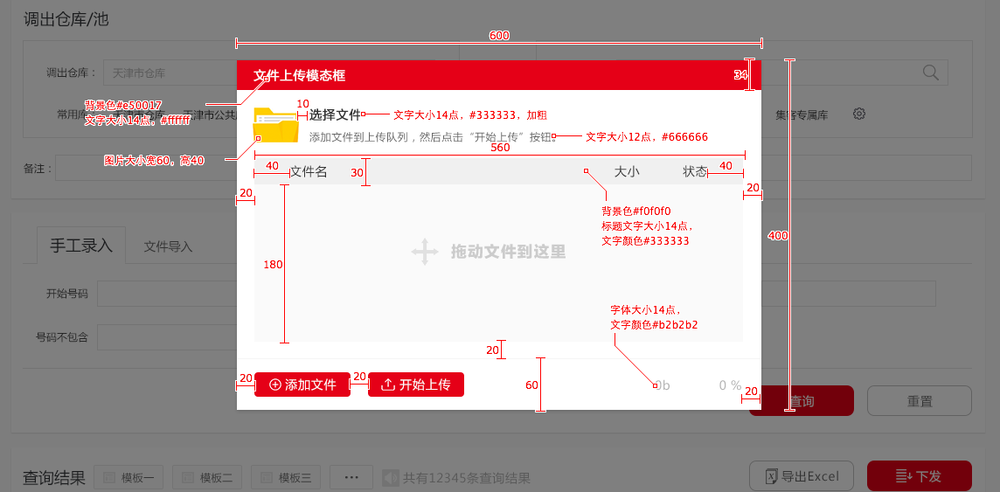 调出仓库/池
600
调出仓库：
天津市仓库
文件上传模态框
34
背景色#e50017
文字大小14点，#ffffff
10
选择文件
文字大小14点，#333333，加粗
常用库：
天津市仓库
天津市公共
集客专属库
添加文件到上传队列，然后点击“开始上传”按钮。
文字大小12点，#666666
560
图片大小宽60，高40
备注：
40
文件名
30
大小
状态
40
20
20
背景色#f0f0f0
标题文字大小14点，
文字颜色#333333
400
手工录入
文件导入
拖动文件到这里
180
开始号码
字体大小14点，
文字颜色#b2b2b2
号码不包含
20
20
添加文件
20
开始上传
60
0b
0 %
20
查询
重置
查询结果
模板一
模板二
模板三
...
共有12345条查询结果
导出Excel
下发